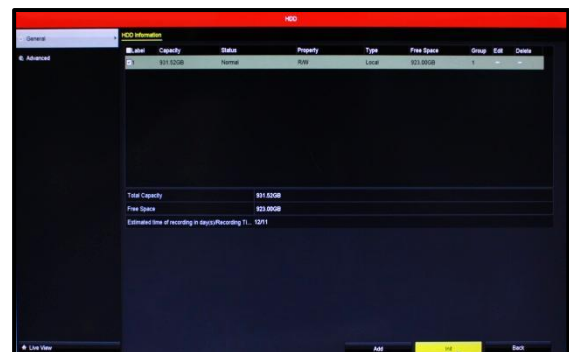 HDD
General
HDD Information
Label Capacity Status Property Type Free Space Group Edit Delete
1 931.52GB Normal R/W Local 923.00GB 1 — —
Advanced
Total Capacity 931.52GB
Free Space 923.00GB
Estimated time of recording in day(s)/Recording Ti... 12/11
Live View
Add Init Back